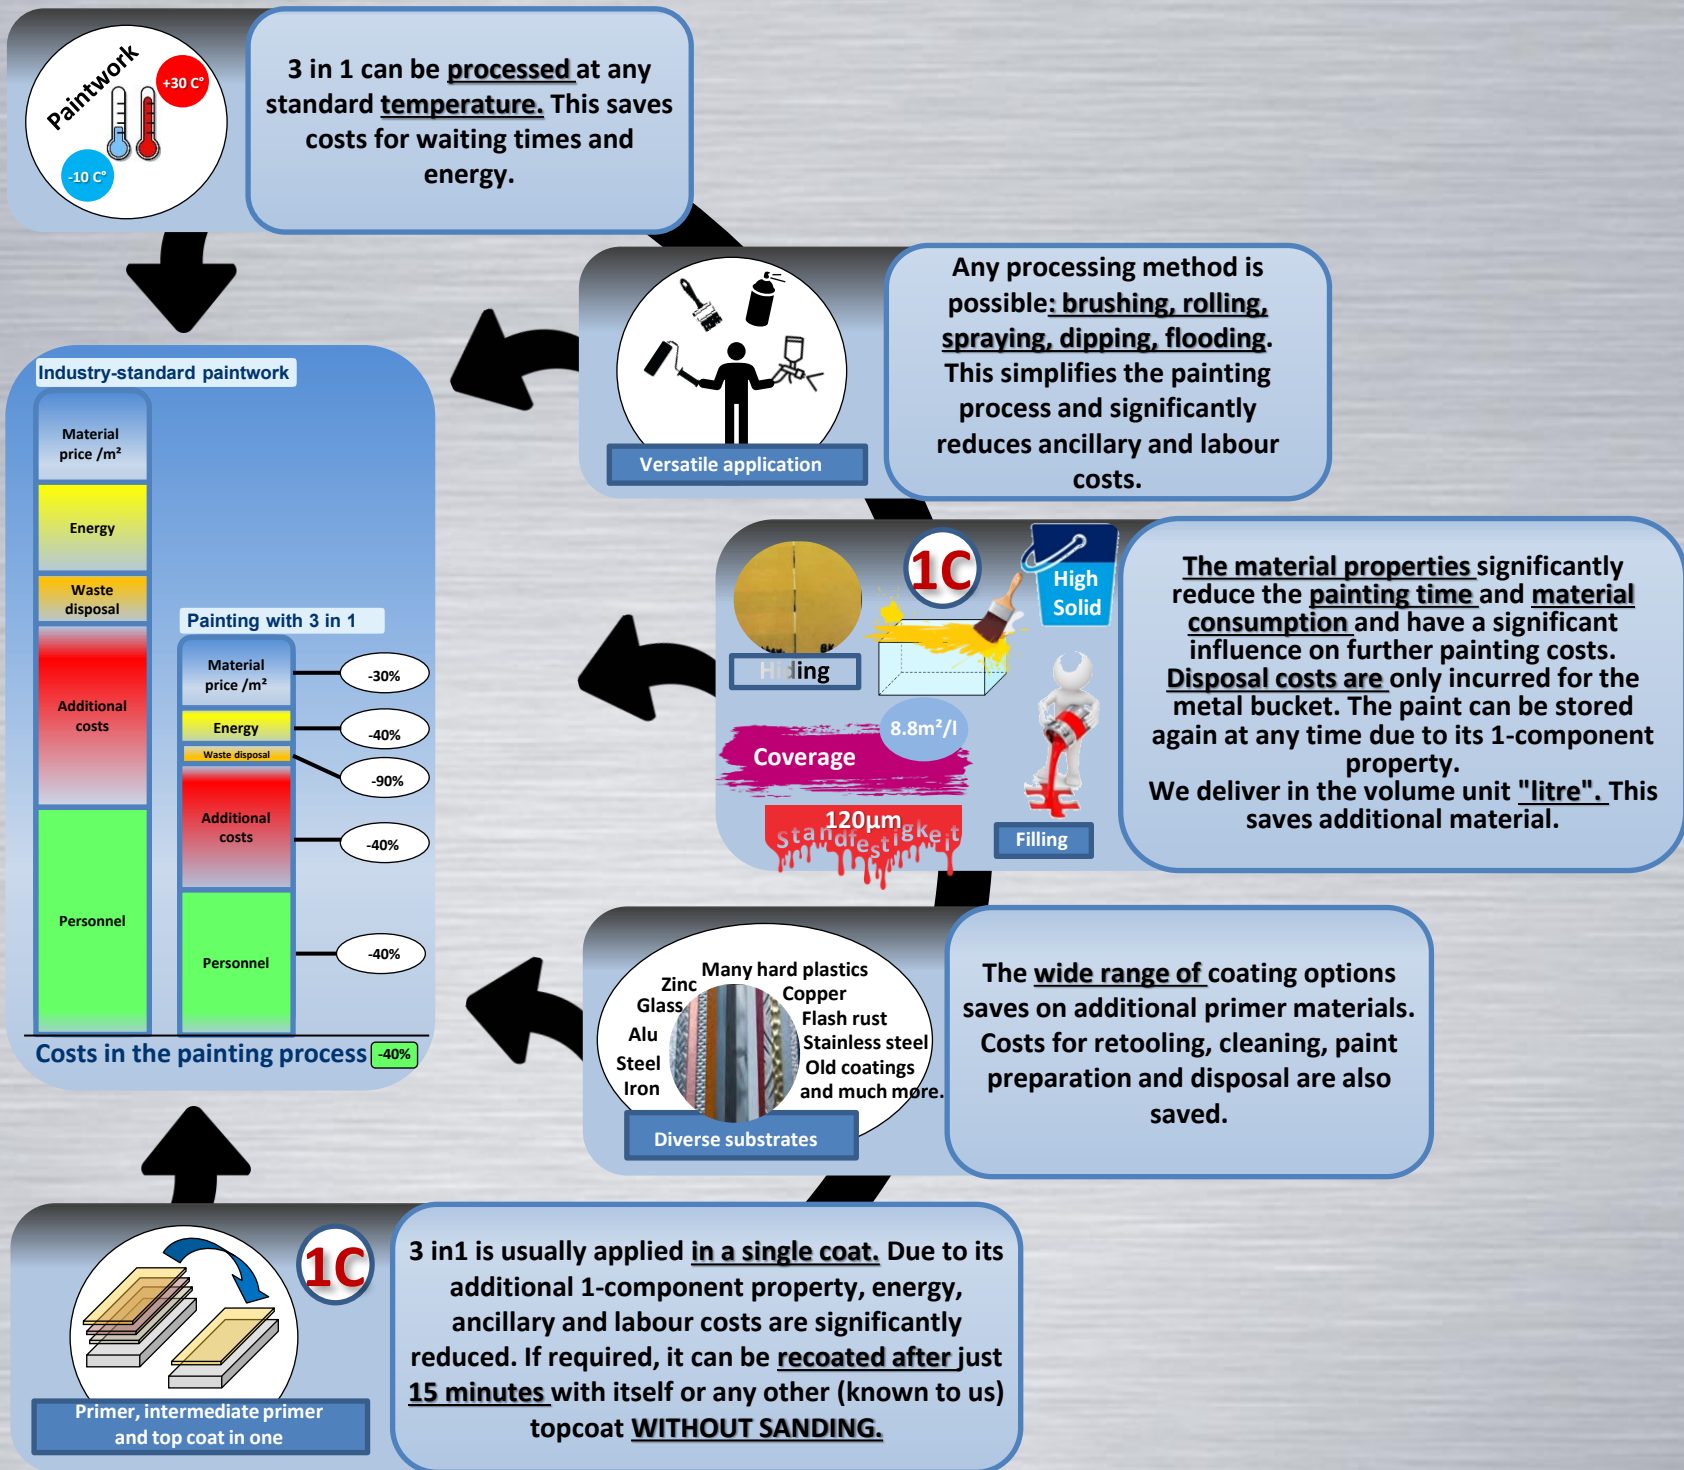 Paintwork
+30 C°
-10 C°
3 in 1 can be processed at any
standard temperature. This saves
costs for waiting times and
energy.
Any processing method is
possible: brushing, rolling,
spraying, dipping, flooding.
This simplifies the painting
process and significantly
reduces ancillary and labour
costs.
Versatile application
Industry-standard paintwork
Material
price /m²
Energy
Waste
disposal
Additional
costs
Personnel
Painting with 3 in 1
Material
price /m²
-30%
Energy
-40%
Waste disposal
-90%
Additional
costs
-40%
Personnel
-40%
Costs in the painting process -40%
1C
High
Solid
Hiding
8.8m²/l
Coverage
120µm
Standfestigkeit
Filling
The material properties significantly
reduce the painting time and material
consumption and have a significant
influence on further painting costs.
Disposal costs are only incurred for the
metal bucket. The paint can be stored
again at any time due to its 1-component
property.
We deliver in the volume unit "litre". This
saves additional material.
Many hard plastics
Zinc
Copper
Glass
Flash rust
Alu
Stainless steel
Steel
Old coatings
Iron
and much more.
Diverse substrates
The wide range of coating options
saves on additional primer materials.
Costs for retooling, cleaning, paint
preparation and disposal are also
saved.
1C
Primer, intermediate primer
and top coat in one
3 in1 is usually applied in a single coat. Due to its
additional 1-component property, energy,
ancillary and labour costs are significantly
reduced. If required, it can be recoated after just
15 minutes with itself or any other (known to us)
topcoat WITHOUT SANDING.